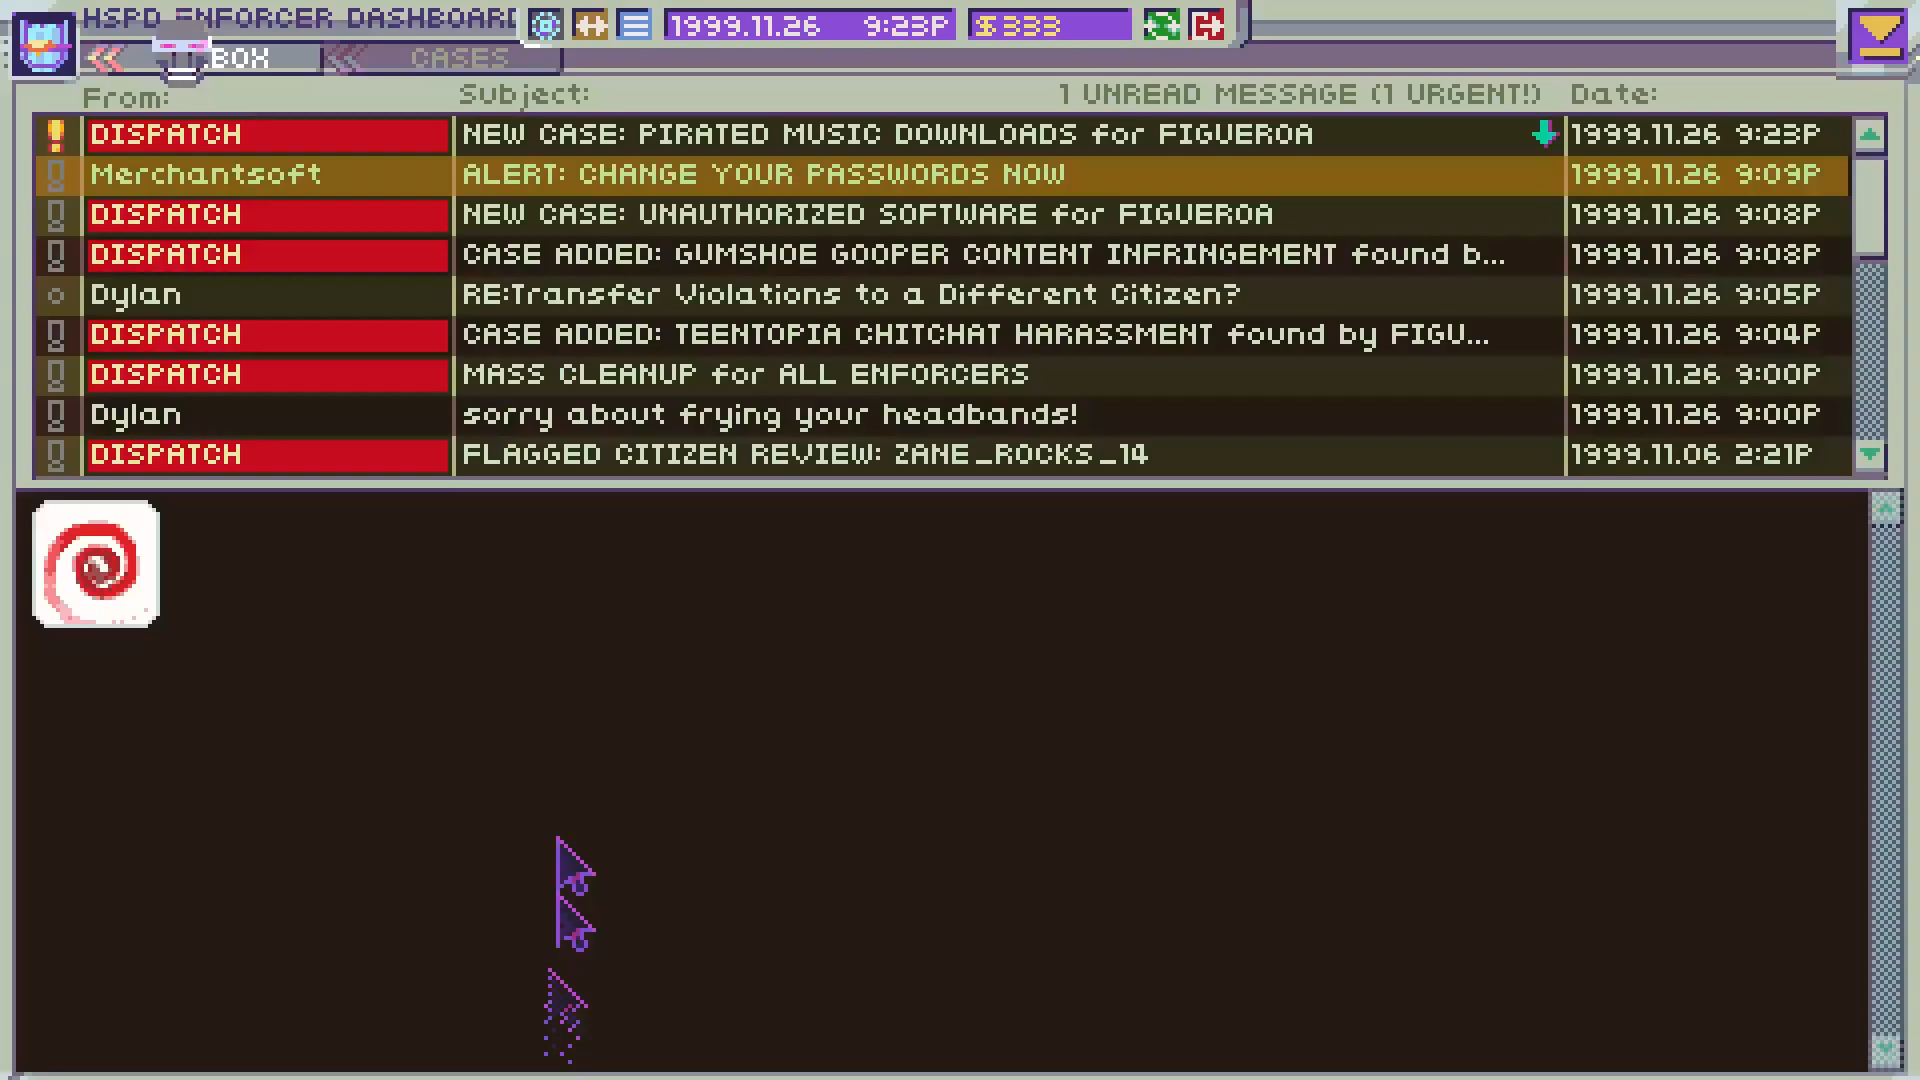 HSPD ENFORCER DASHBOARD
1999.11.26 9:23P
333
BOX
CASES
From: Subject: 1 UNREAD MESSAGE (1 URGENT!) Date:
DISPATCH NEW CASE: PIRATED MUSIC DOWNLOADS for FIGUEROA 1999.11.26 9:23P
Merchantsoft ALERT: CHANGE YOUR PASSWORDS NOW 1999.11.26 9:09P
DISPATCH NEW CASE: UNAUTHORIZED SOFTWARE for FIGUEROA 1999.11.26 9:08P
DISPATCH CASE ADDED: GUMSHOE GOOPER CONTENT INFRINGEMENT found b... 1999.11.26 9:08P
Dylan RE:Transfer Violations to a Different Citizen? 1999.11.26 9:05P
DISPATCH CASE ADDED: TEENTOPIA CHITCHAT HARASSMENT found by FIGU... 1999.11.26 9:04P
DISPATCH MASS CLEANUP for ALL ENFORCERS 1999.11.26 9:00P
Dylan sorry about frying your headbands! 1999.11.26 9:00P
DISPATCH FLAGGED CITIZEN REVIEW: ZANE_ROCKS_14 1999.11.06 2:21P